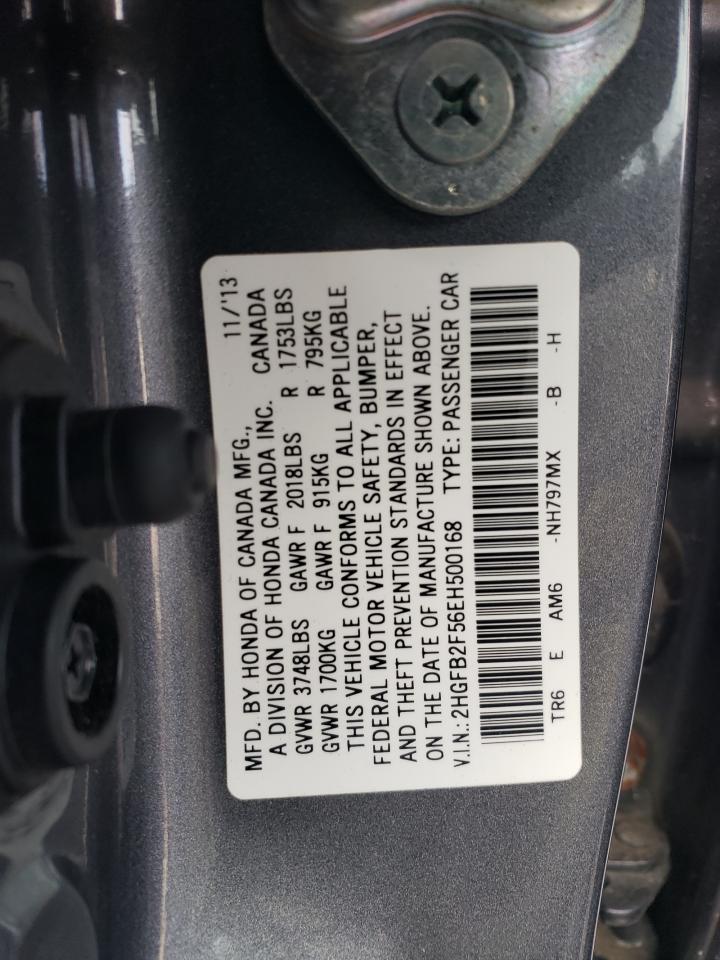 11/'13
MFD. BY HONDA OF CANADA MFG.,
A DIVISION OF HONDA CANADA INC. CANADA
GVWR 3748LBS GAWR F 2018LBS R 1753LBS
GVWR 1700KG GAWR F 915KG R 795KG
THIS VEHICLE CONFORMS TO ALL APPLICABLE
FEDERAL MOTOR VEHICLE SAFETY, BUMPER,
AND THEFT PREVENTION STANDARDS IN EFFECT
ON THE DATE OF MANUFACTURE SHOWN ABOVE.
V.I.N.: 2HGFB2F56EH500168 TYPE: PASSENGER CAR
TR6 E AM6 -NH797MX -B -H